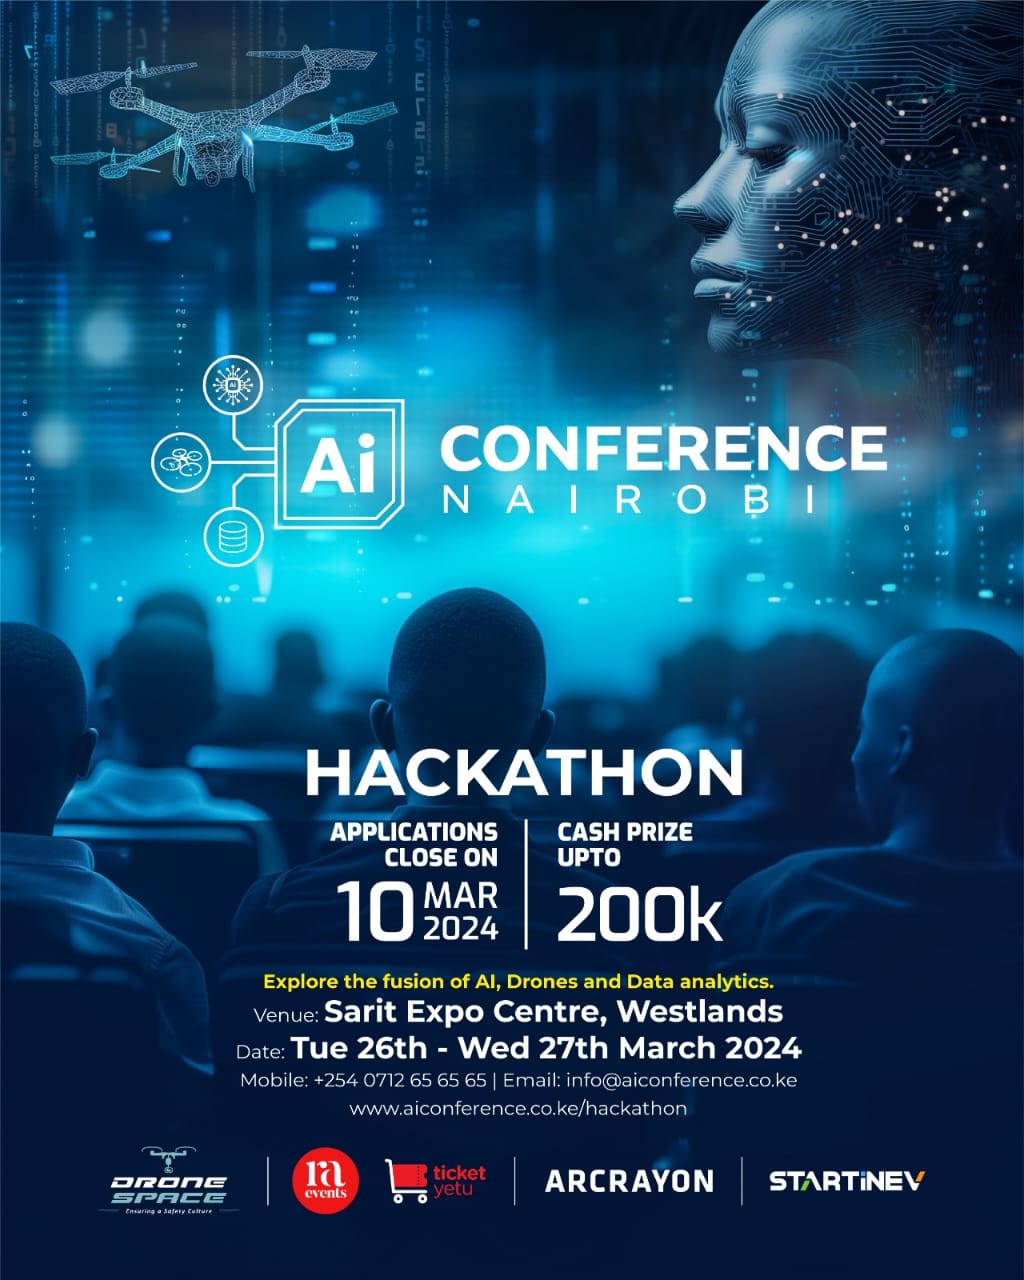 Ai
Ai
CONFERENCE
NAIROBI
HACKATHON
APPLICATIONS
CLOSE ON
10 MAR
2024
CASH PRIZE
UPTO
200k
Explore the fusion of AI, Drones and Data analytics.
Venue: Sarit Expo Centre, Westlands
Date: Tue 26th - Wed 27th March 2024
Mobile: +254 0712 65 65 65 | Email: info@aiconference.co.ke
www.aiconference.co.ke/hackathon
DRONE
SPACE
Ensuring a Safety Culture
ra
events
ticket
yetu
ARCRAYON
STARTiNEV